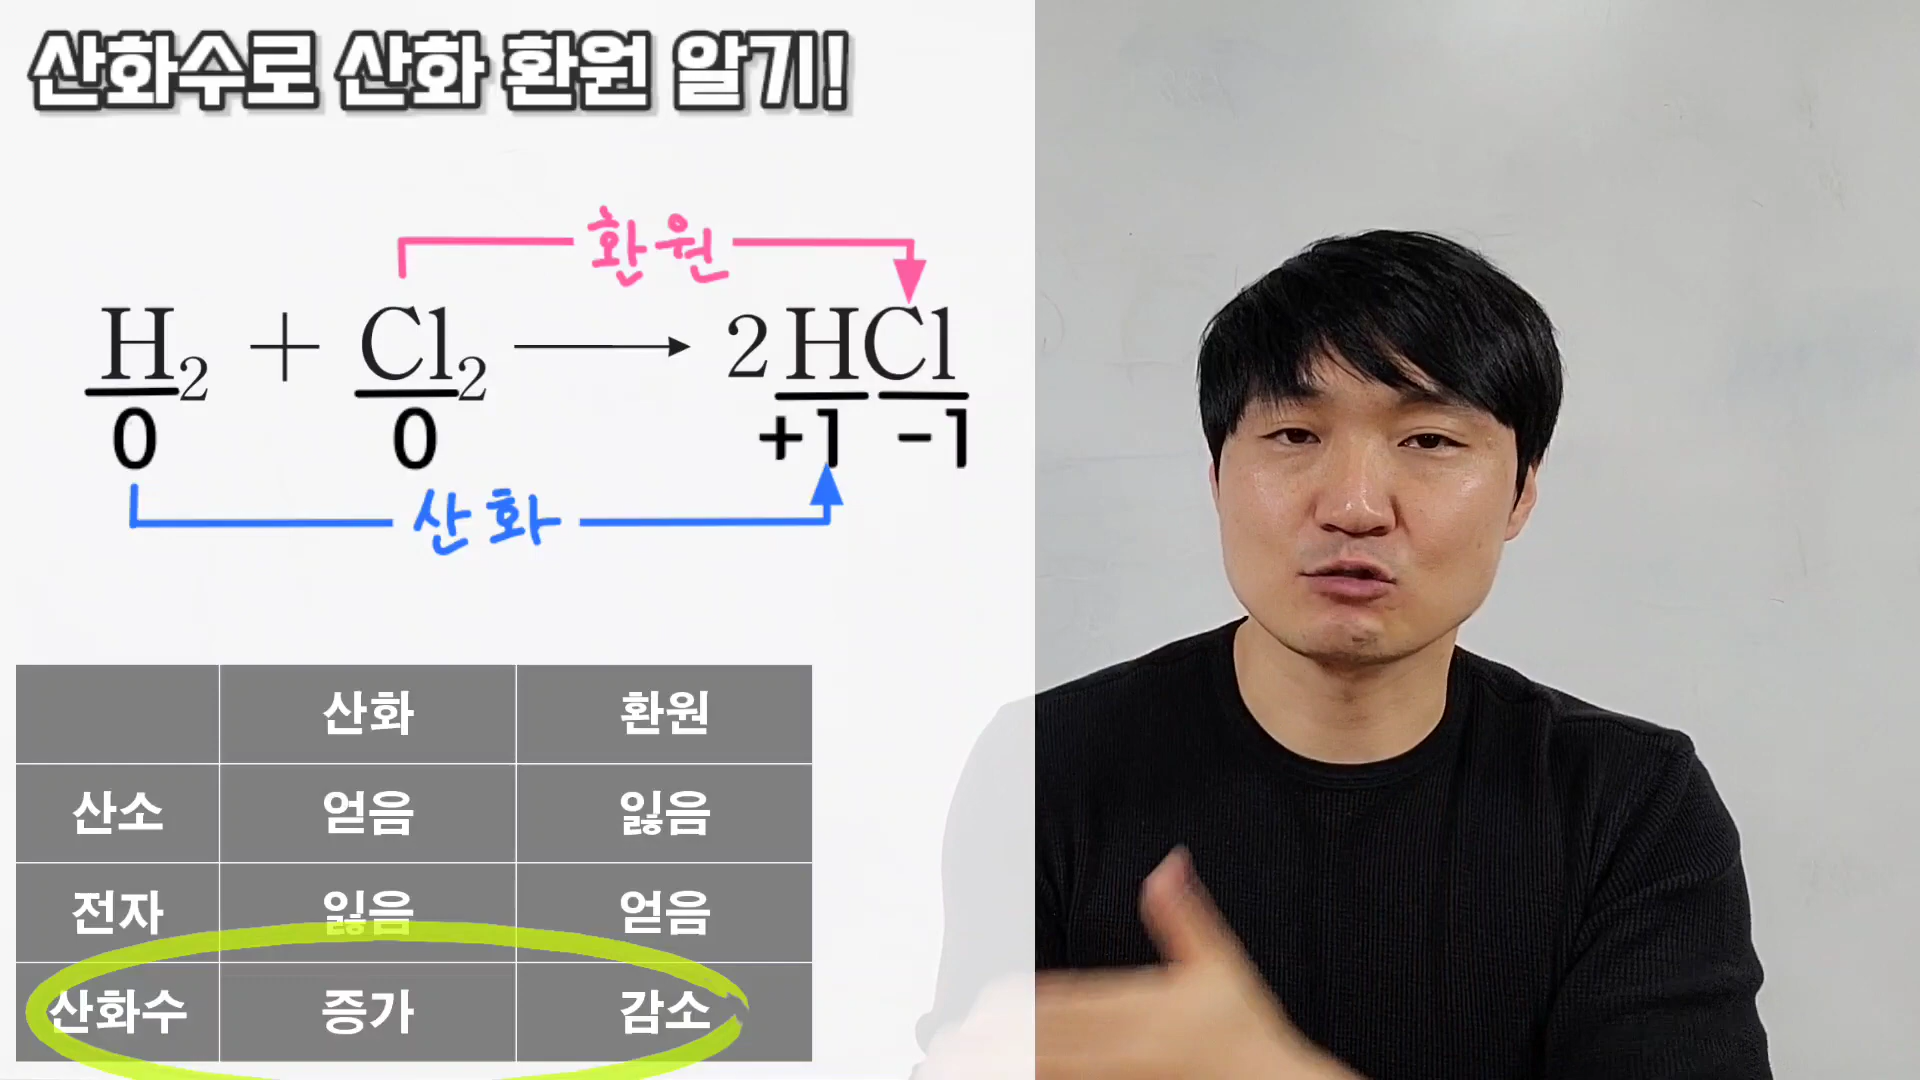 산화수로 산화 환원 알기!
환원
H₂ + Cl₂ → 2HCl
0 0 +1 -1
산화
산화 환원
산소 얻음 잃음
전자 잃음 얻음
산화수 증가 감소